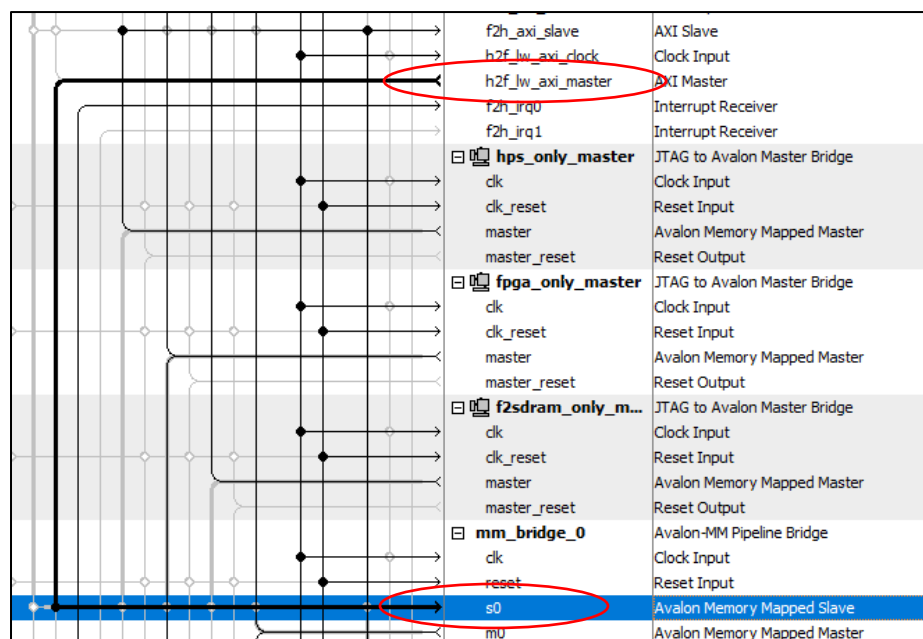 f2h_axi_slave AXI Slave
h2f_lw_axi_clock Clock Input
h2f_lw_axi_master AXI Master
f2h_irq0 Interrupt Receiver
f2h_irq1 Interrupt Receiver
hps_only_master JTAG to Avalon Master Bridge
clk Clock Input
clk_reset Reset Input
master Avalon Memory Mapped Master
master_reset Reset Output
fpga_only_master JTAG to Avalon Master Bridge
clk Clock Input
clk_reset Reset Input
master Avalon Memory Mapped Master
master_reset Reset Output
f2sdram_only_m... JTAG to Avalon Master Bridge
clk Clock Input
clk_reset Reset Input
master Avalon Memory Mapped Master
master_reset Reset Output
mm_bridge_0 Avalon-MM Pipeline Bridge
clk Clock Input
reset Reset Input
s0 Avalon Memory Mapped Slave
m0 Avalon Memory Mapped Master